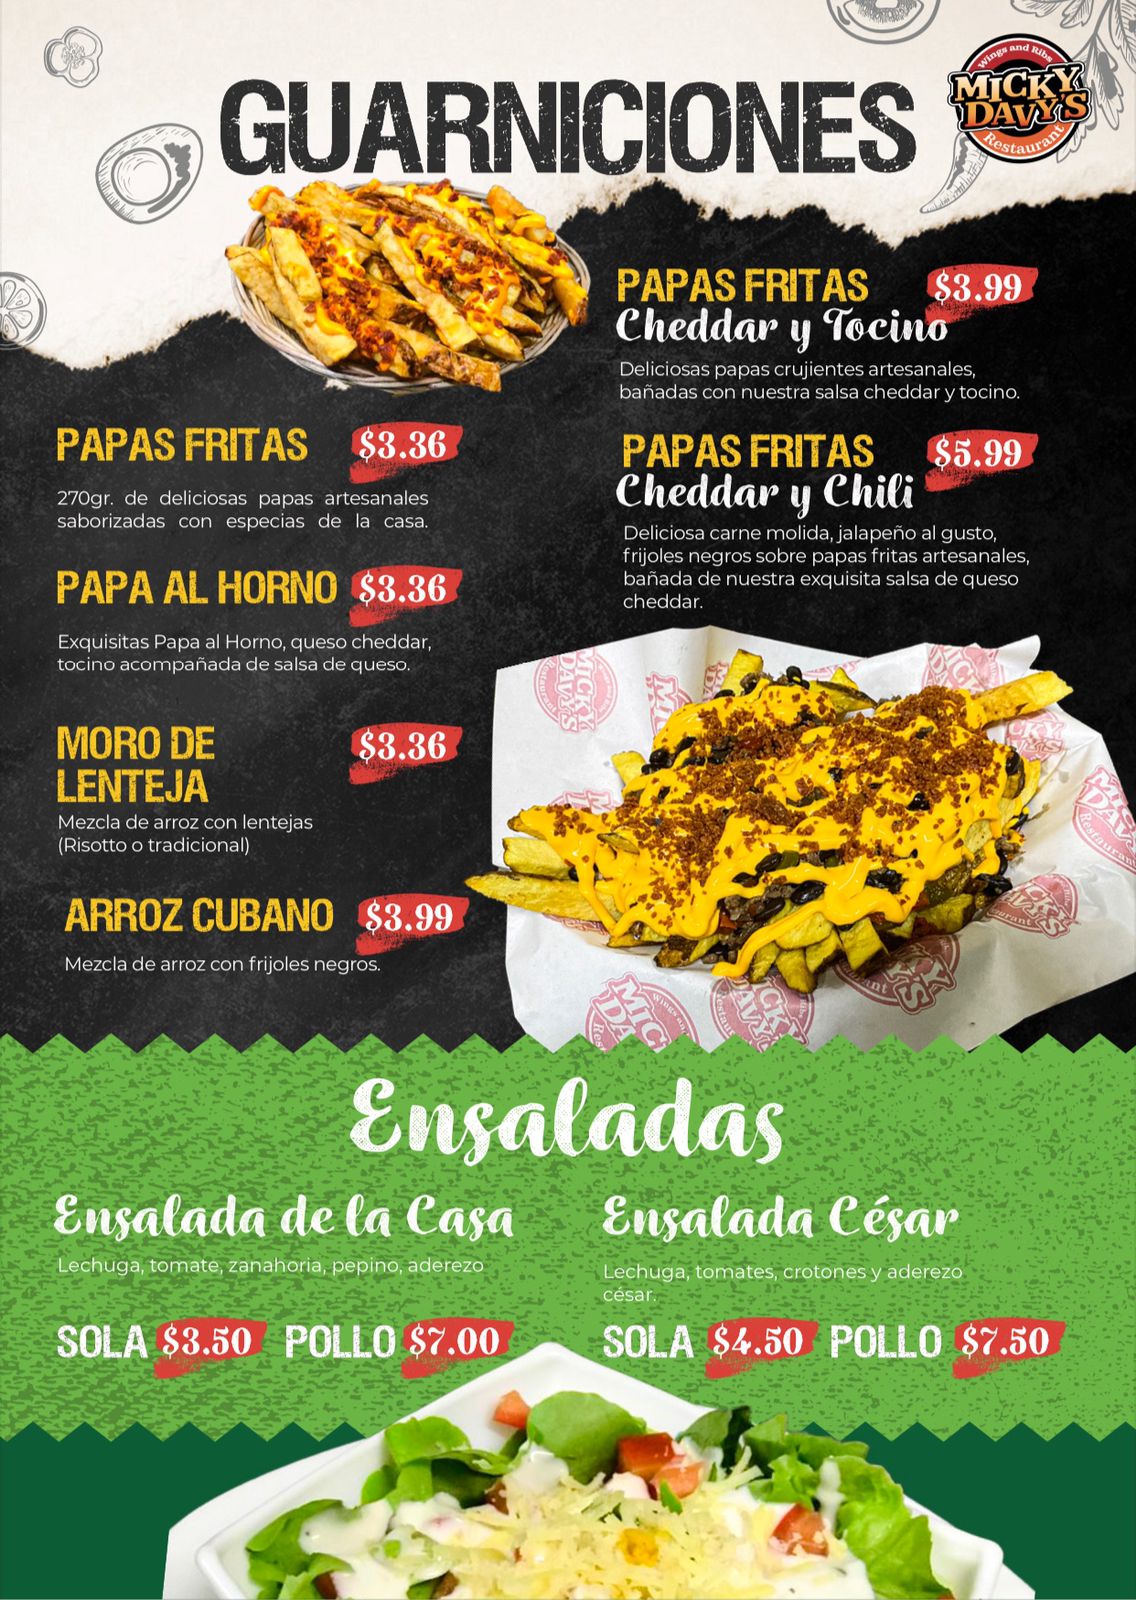 GUARNICIONES
Wings and Ribs
MICKY
DAVY'S
Restaurant
PAPAS FRITAS $3.99
Cheddar y Tocino
Deliciosas papas crujientes artesanales,
bañadas con nuestra salsa cheddar y tocino.
PAPAS FRITAS $5.99
Cheddar y Chili
Deliciosa carne molida, jalapeño al gusto,
frijoles negros sobre papas fritas artesanales,
bañada de nuestra exquisita salsa de queso
cheddar.
PAPAS FRITAS $3.36
270gr. de deliciosas papas artesanales
saborizadas con especias de la casa.
PAPA AL HORNO $3.36
Exquisitas Papa al Horno, queso cheddar,
tocino acompañada de salsa de queso.
MORO DE $3.36
LENTEJA
Mezcla de arroz con lentejas
(Risotto o tradicional)
ARROZ CUBANO $3.99
Mezcla de arroz con frijoles negros.
Ensaladas
Ensalada de la Casa
Lechuga, tomate, zanahoria, pepino, aderezo
SOLA $3.50 POLLO $7.00
Ensalada César
Lechuga, tomates, crotones y aderezo
césar.
SOLA $4.50 POLLO $7.50